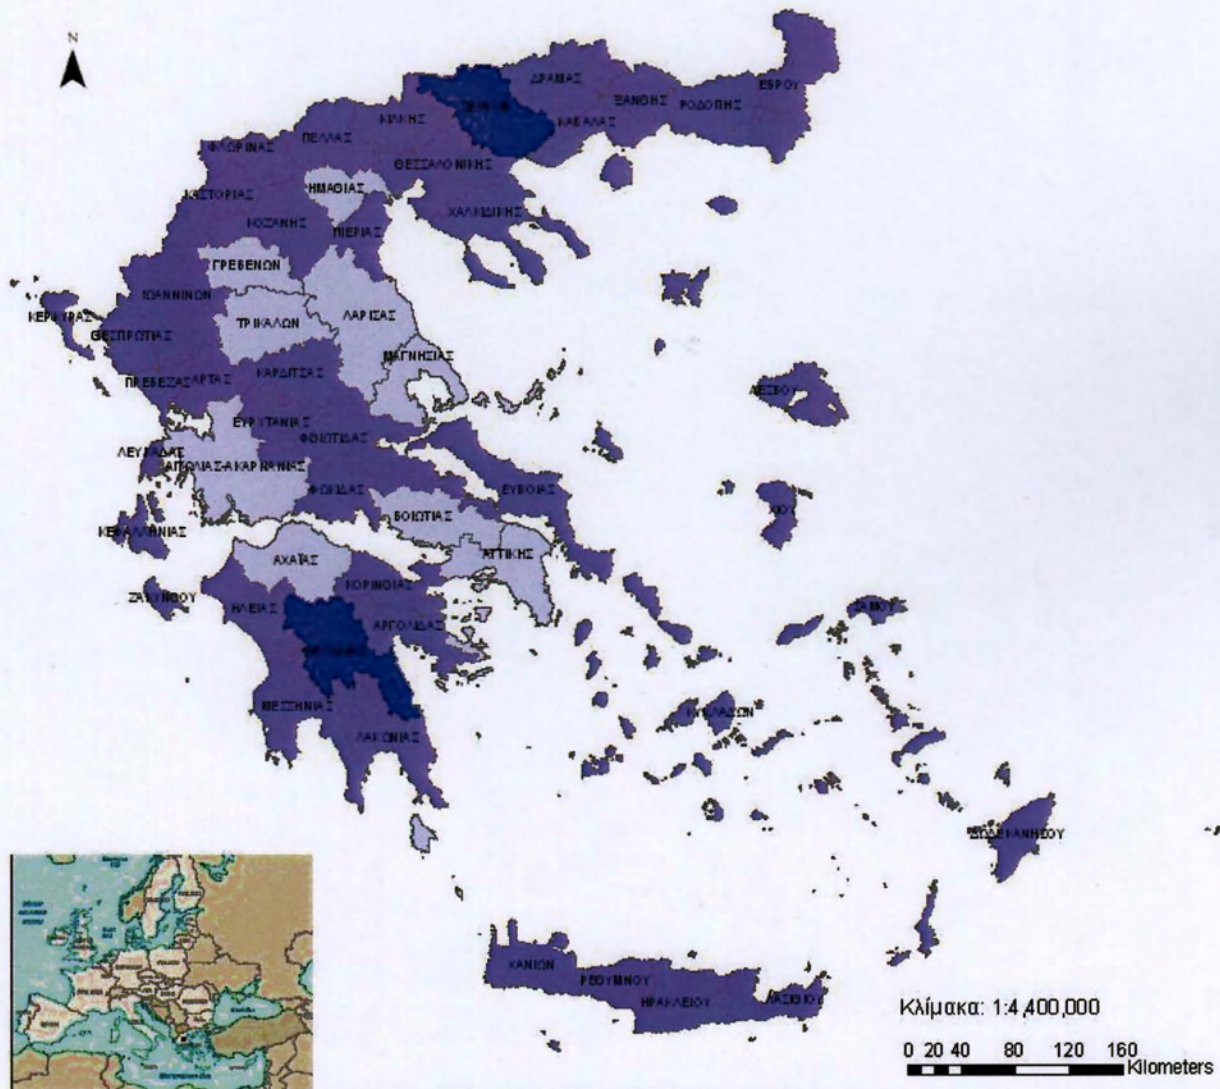 N
ΔΡΑΜΑΣ
ΕΒΡΟΥ
ΞΑΝΘΗΣ
ΡΟΔΟΠΗΣ
ΚΑΒΑΛΑΣ
ΚΙΛΚΗΣ
ΠΕΛΛΑΣ
ΦΛΩΡΙΝΑΣ
ΘΕΣΣΑΛΟΝΙΚΗΣ
ΗΜΑΘΙΑΣ
ΚΑΣΤΟΡΙΑΣ
ΧΑΛΚΙΔΙΚΗΣ
ΚΟΖΑΝΗΣ
ΠΙΕΡΙΑΣ
ΓΡΕΒΕΝΩΝ
ΙΩΑΝΝΙΝΩΝ
ΚΕΡΚΥΡΑΣ
ΤΡΙΚΑΛΩΝ
ΛΑΡΙΣΑΣ
ΘΕΣΠΡΩΤΙΑΣ
ΜΑΓΝΗΣΙΑΣ
ΚΑΡΔΙΤΣΑΣ
ΠΡΕΒΕΖΑΣ
ΑΡΤΑΣ
ΛΕΣΒΟΥ
ΕΥΡΥΤΑΝΙΑΣ
ΦΘΙΩΤΙΔΑΣ
ΛΕΥΚΑΔΑΣ
ΑΙΤΩΛΙΑΣ-ΑΚΑΡΝΑΝΙΑΣ
ΦΩΚΙΔΑΣ
ΕΥΒΟΙΑΣ
ΧΙΟΥ
ΒΟΙΩΤΙΑΣ
ΚΕΦΑΛΛΗΝΙΑΣ
ΑΤΤΙΚΗΣ
ΑΧΑΪΑΣ
ΚΟΡΙΝΘΙΑΣ
ΖΑΚΥΝΘΟΥ
ΗΛΕΙΑΣ
ΣΑΜΟΥ
ΑΡΓΟΛΙΔΑΣ
ΜΕΣΣΗΝΙΑΣ
ΚΥΚΛΑΔΩΝ
ΛΑΚΩΝΙΑΣ
ΔΩΔΕΚΑΝΗΣΟΥ
ΧΑΝΙΩΝ
ΡΕΘΥΜΝΟΥ
ΗΡΑΚΛΕΙΟΥ
ΛΑΣΙΘΙΟΥ
Κλίμακα: 1:4,400,000
0 20 40 80 120 160
Kilometers